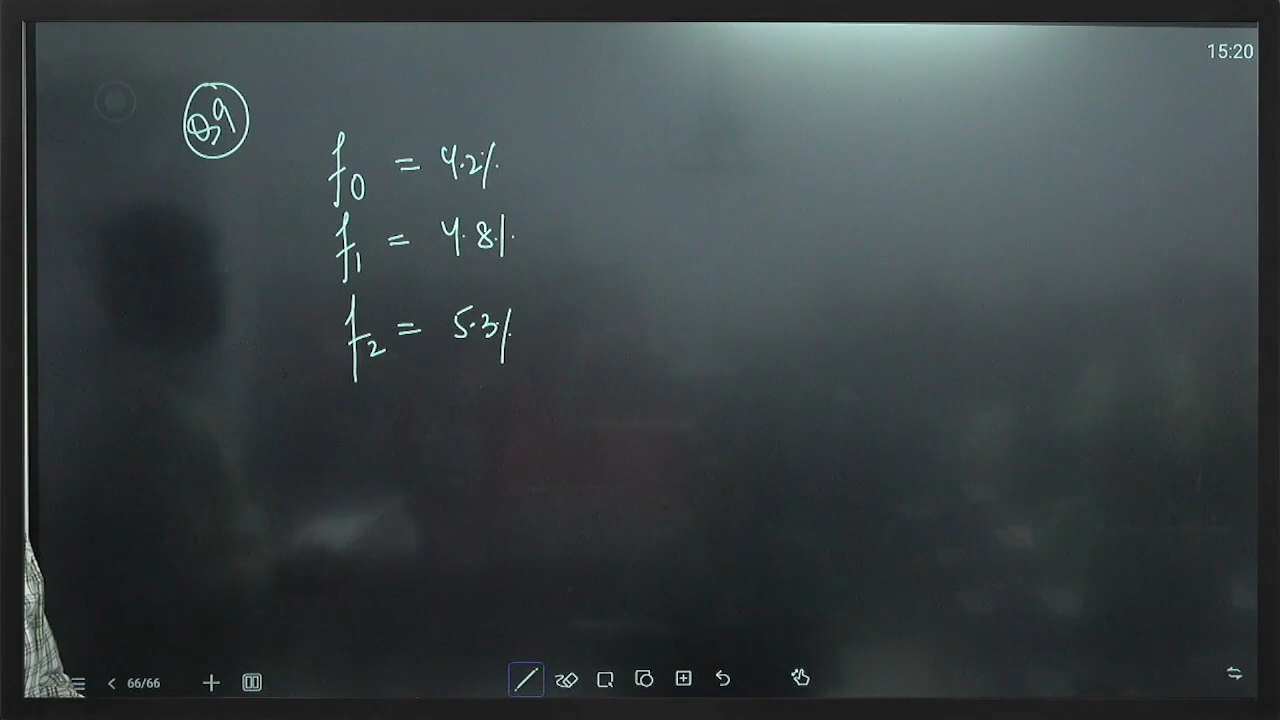 15:20
Q9
f0 = 4.2%
f1 = 4.8%
f2 = 5.3%
66/66